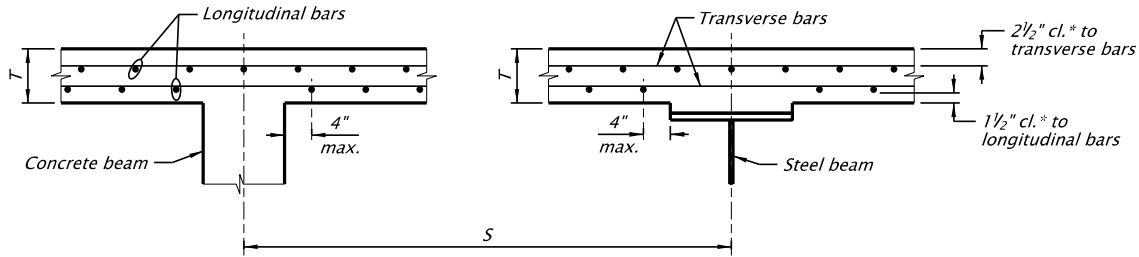 Longitudinal bars
T
4"
max.
Concrete beam
S
Transverse bars
T
4"
max.
Steel beam
2½" cl.* to
transverse bars
1½" cl.* to
longitudinal bars